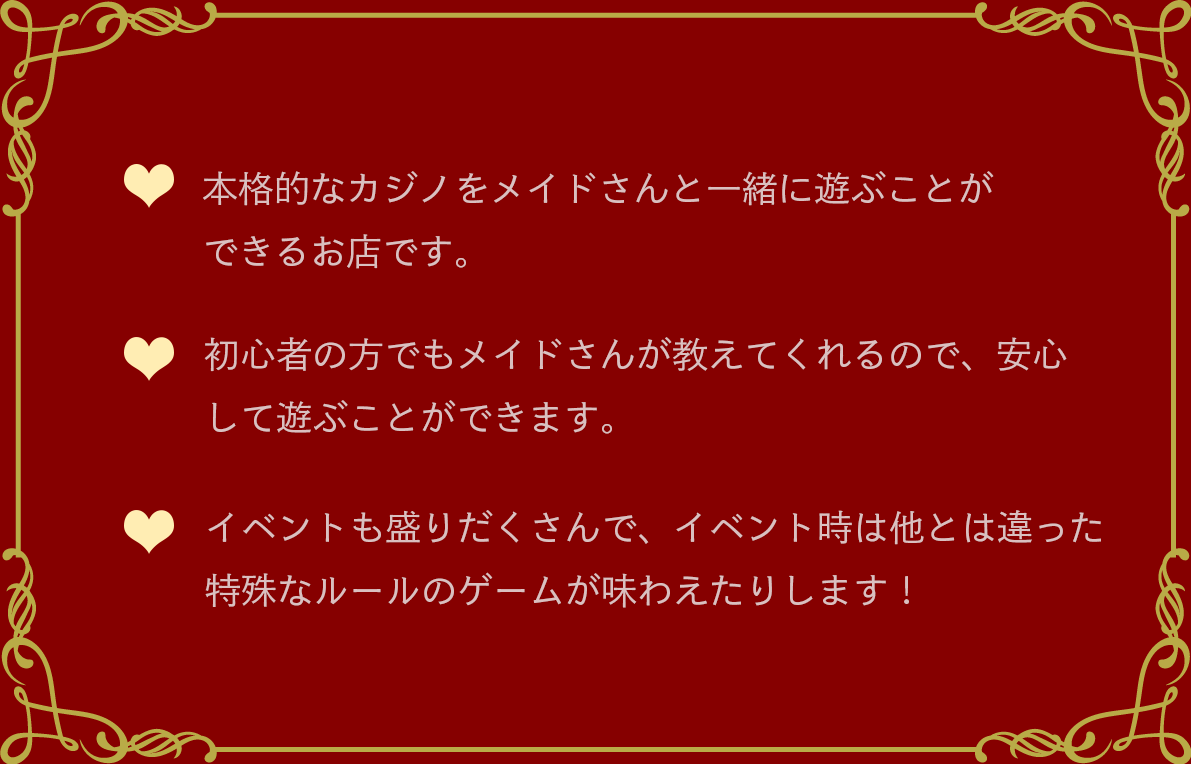 本格的なカジノをメイドさんと一緒に遊ぶことが
できるお店です。
初心者の方でもメイドさんが教えてくれるので、安心
して遊ぶことができます。
イベントも盛りだくさんで、イベント時は他とは違った
特殊なルールのゲームが味わえたりします！